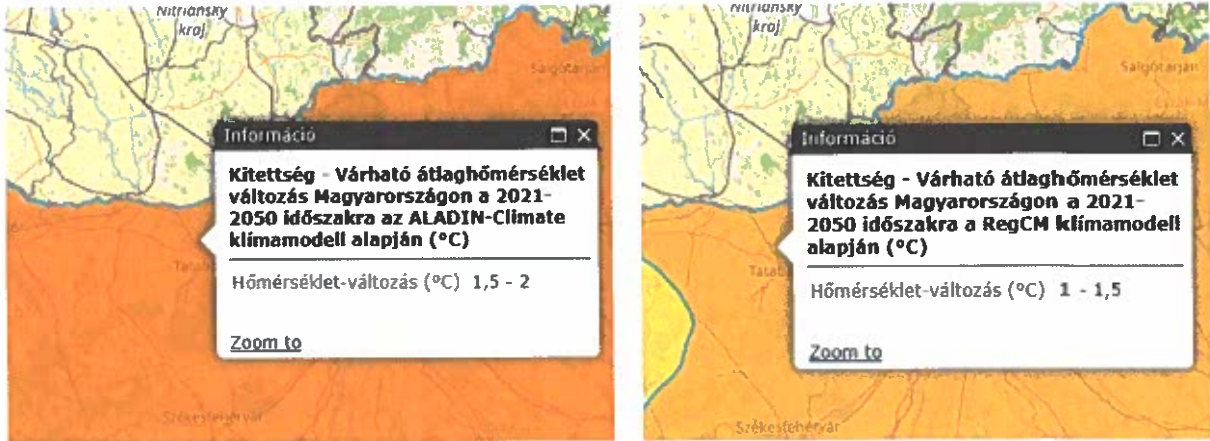 Nitriansky
kraj
Salgótarján
Információ
Kitettség - Várható átlaghőmérséklet
változás Magyarországon a 2021-
2050 időszakra az ALADIN-Climate
klímamodell alapján (°C)
Hőmérséklet-változás (°C) 1,5 - 2
Zoom to
Székesfehérvár
Nitriansky
kraj
Salgótarján
Információ
Kitettség - Várható átlaghőmérséklet
változás Magyarországon a 2021-
2050 időszakra a RegCM klímamodell
alapján (°C)
Hőmérséklet-változás (°C) 1 - 1,5
Zoom to
Székesfehérvár